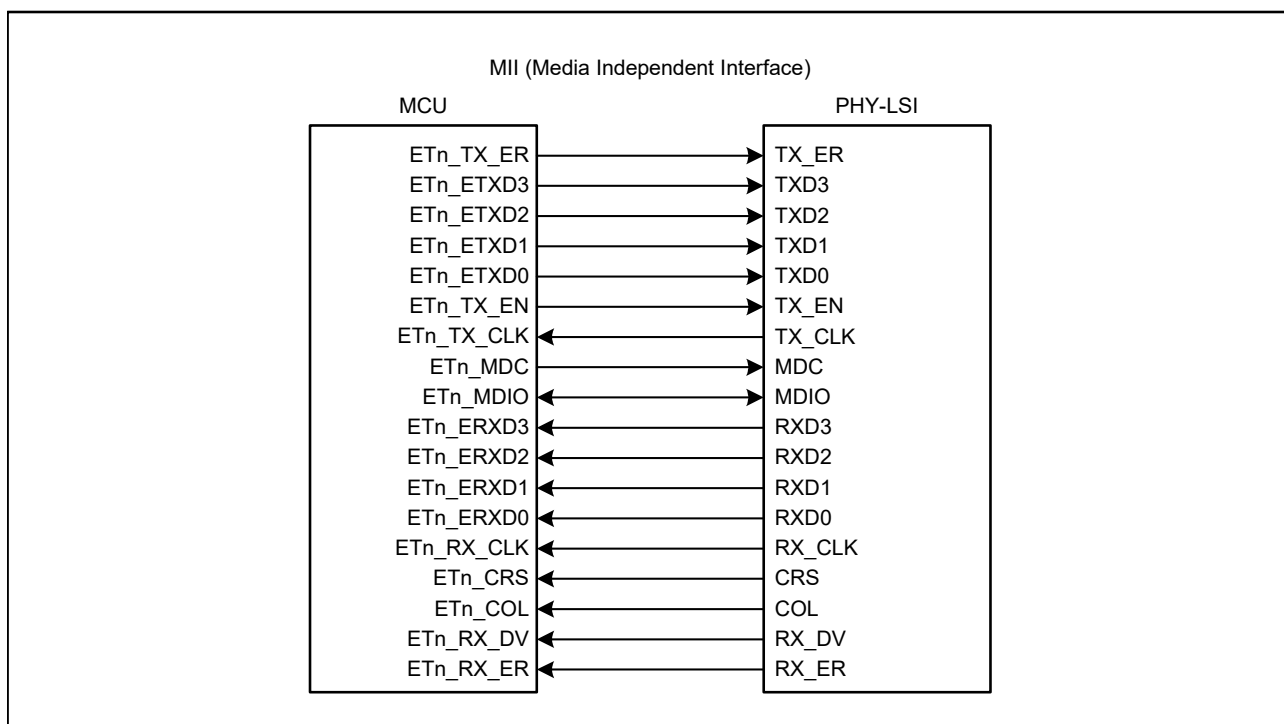 MII (Media Independent Interface)
MCU PHY-LSI
ETn_TX_ER TX_ER
ETn_ETXD3 TXD3
ETn_ETXD2 TXD2
ETn_ETXD1 TXD1
ETn_ETXD0 TXD0
ETn_TX_EN TX_EN
ETn_TX_CLK TX_CLK
ETn_MDC MDC
ETn_MDIO MDIO
ETn_ERXD3 RXD3
ETn_ERXD2 RXD2
ETn_ERXD1 RXD1
ETn_ERXD0 RXD0
ETn_RX_CLK RX_CLK
ETn_CRS CRS
ETn_COL COL
ETn_RX_DV RX_DV
ETn_RX_ER RX_ER